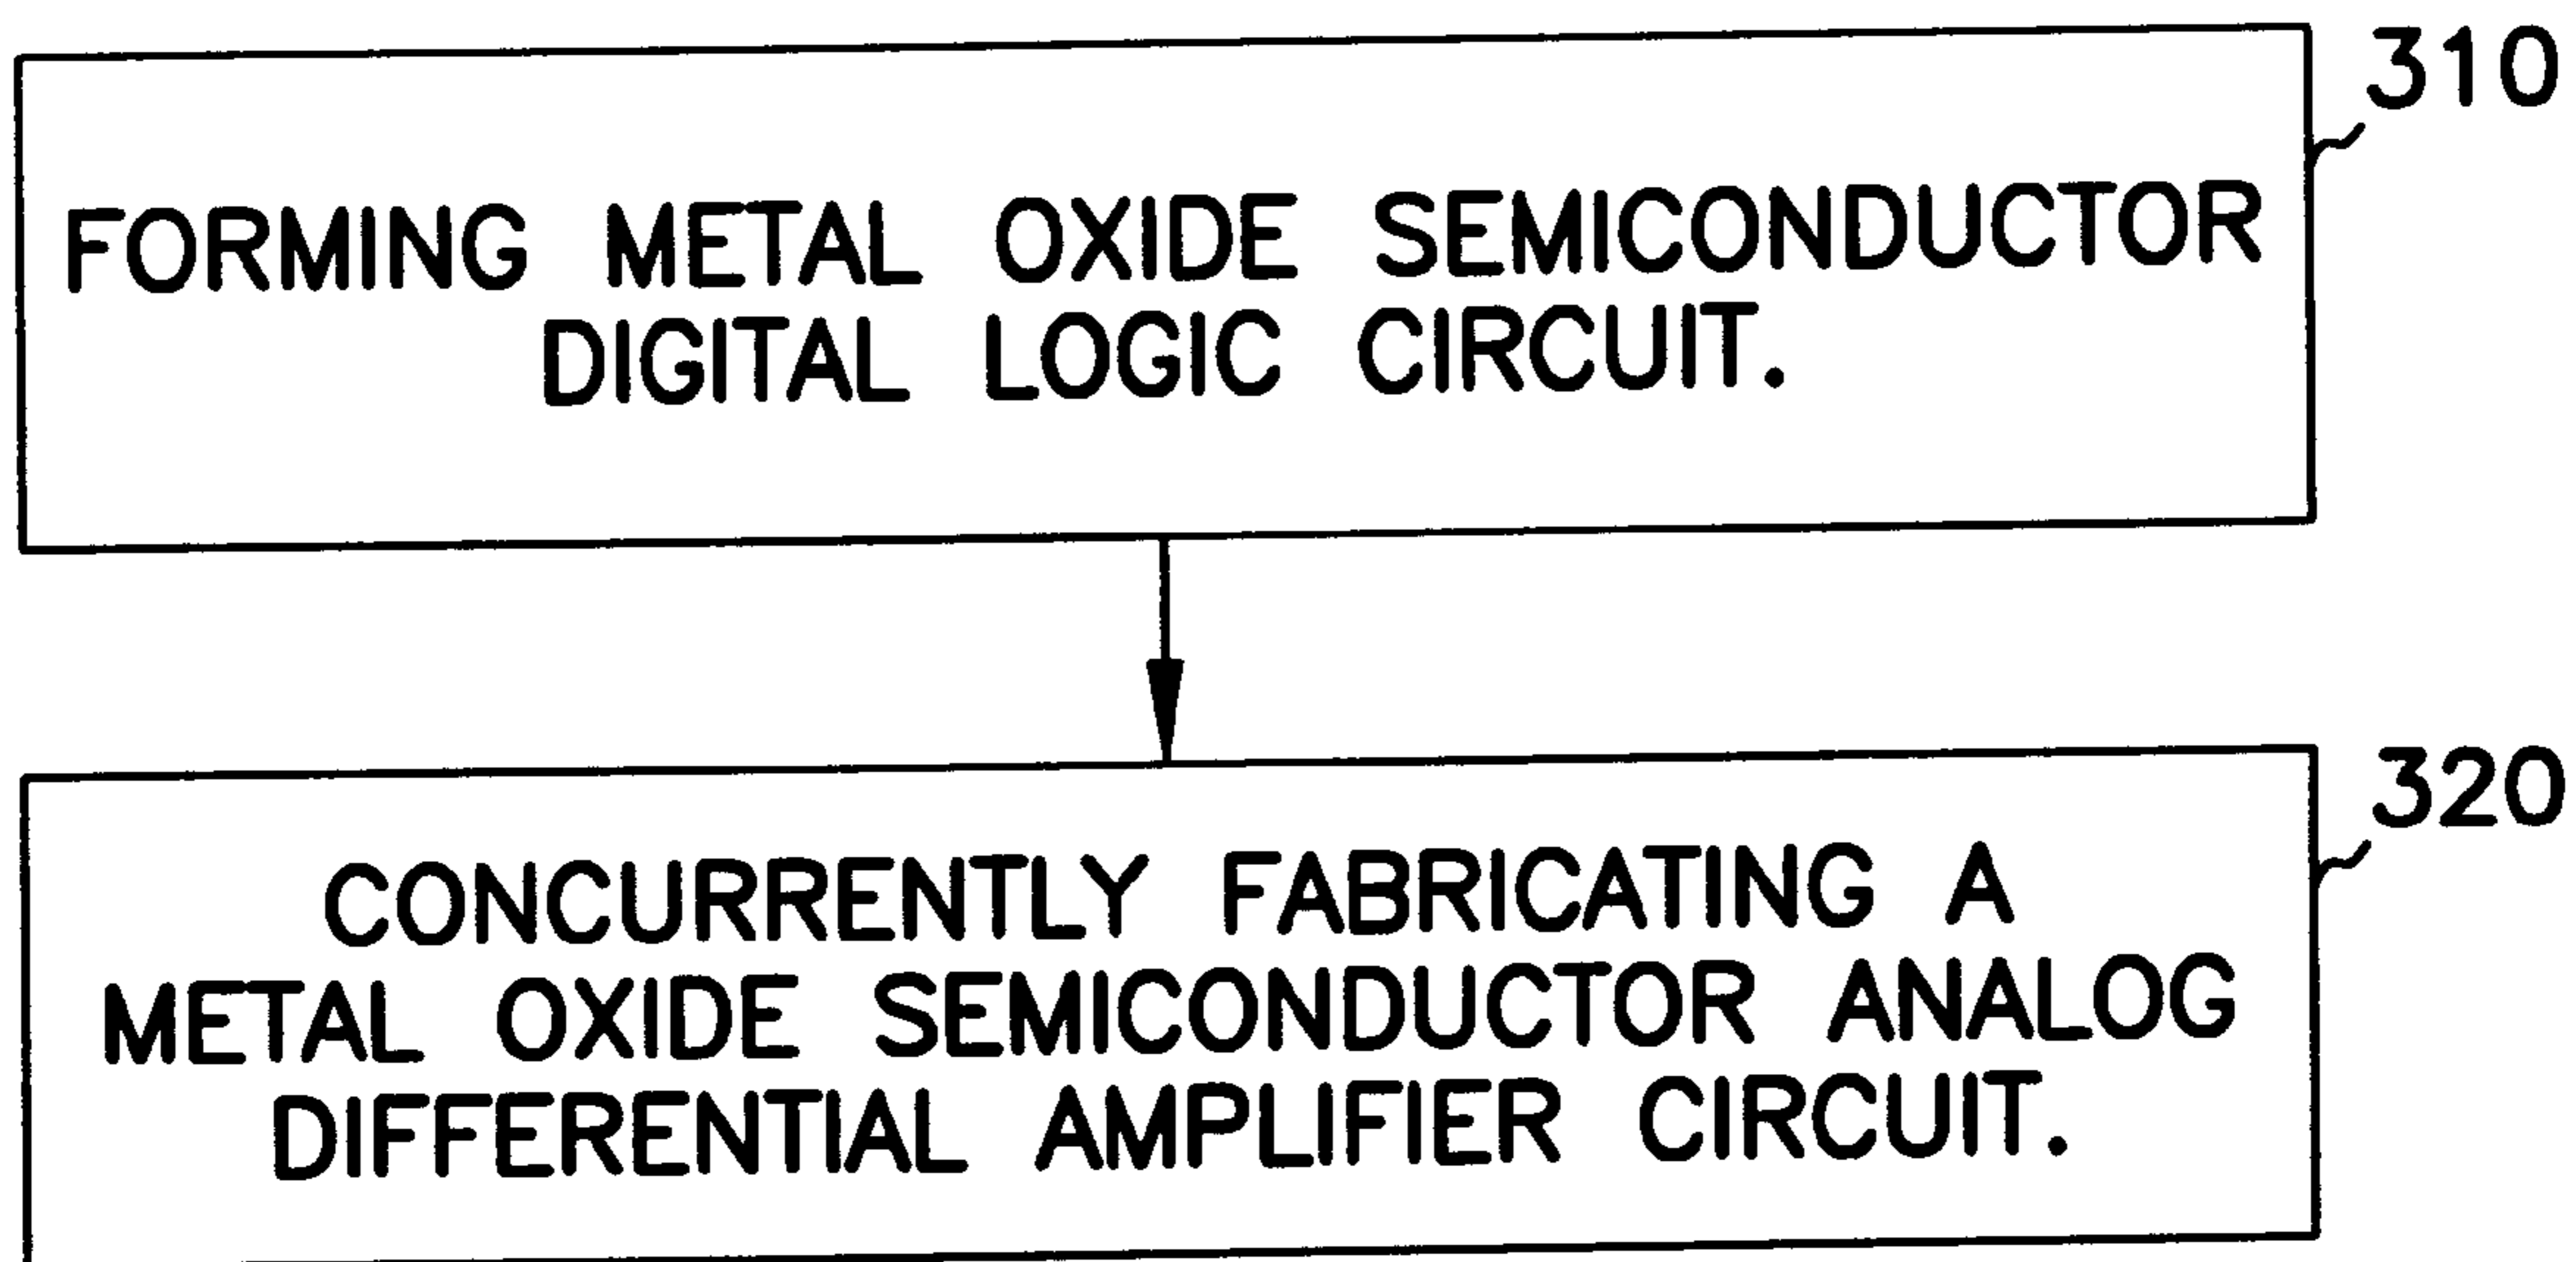 310
FORMING METAL OXIDE SEMICONDUCTOR
DIGITAL LOGIC CIRCUIT.
320
CONCURRENTLY FABRICATING A
METAL OXIDE SEMICONDUCTOR ANALOG
DIFFERENTIAL AMPLIFIER CIRCUIT.